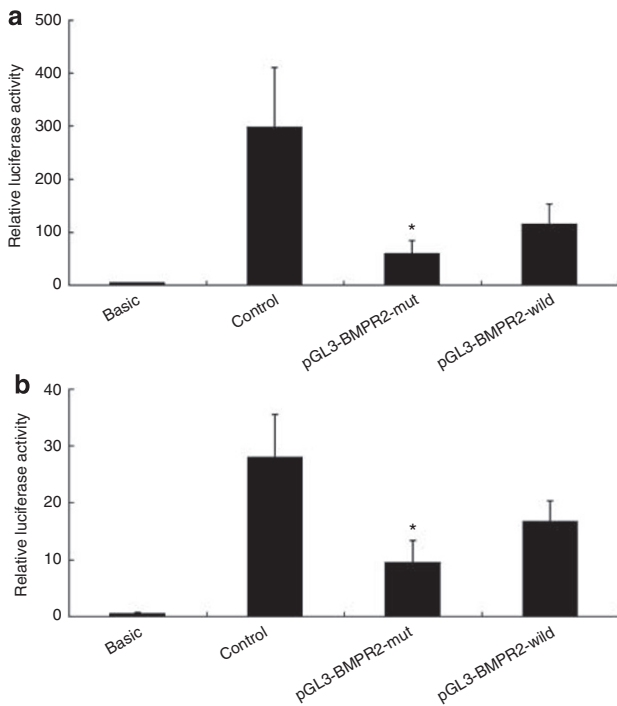 a
Relative luciferase activity
500
400
300
200
100
0
*
Basic
Control
pGL3-BMPR2-mut
pGL3-BMPR2-wild
b
Relative luciferase activity
40
30
20
10
0
*
Basic
Control
pGL3-BMPR2-mut
pGL3-BMPR2-wild